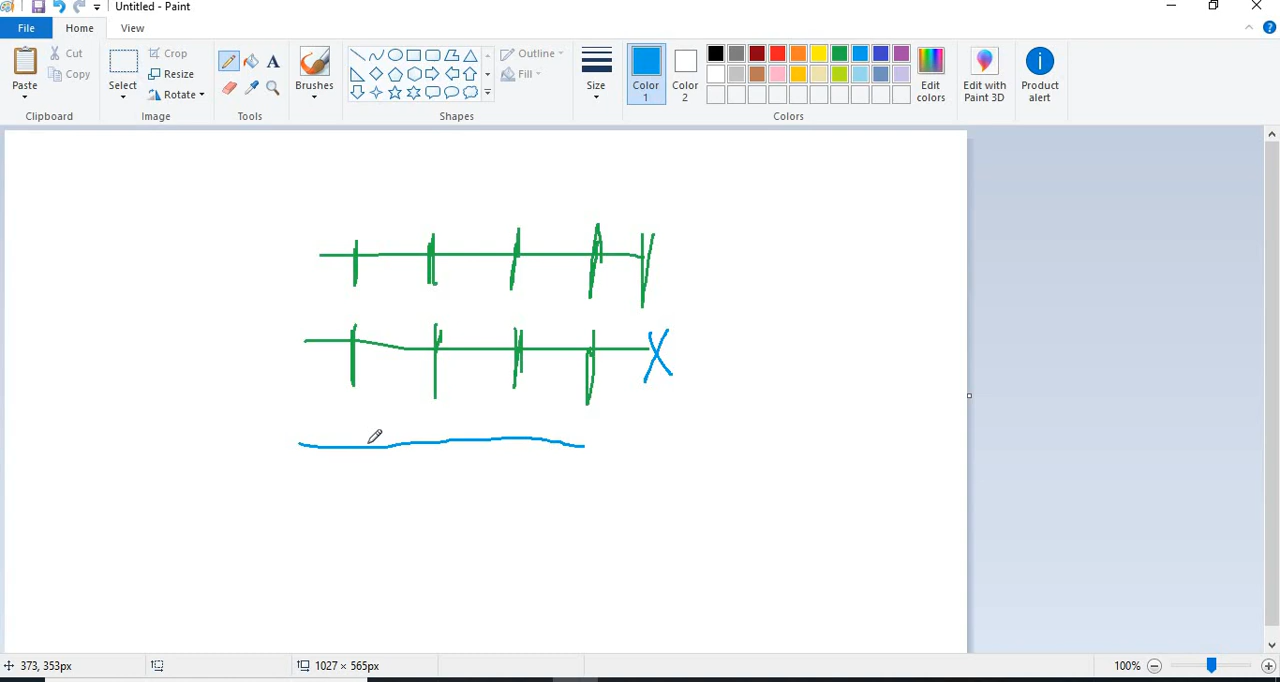 Untitled - Paint
File Home View
Paste
Cut
Copy
Clipboard
Select
Crop
Resize
Rotate
Image
A
Tools
Brushes
Outline
Fill
Shapes
Size
Color 1
Color 2
Edit colors
Colors
Edit with Paint 3D
Product alert
X
373, 353px
1027 × 565px
100%